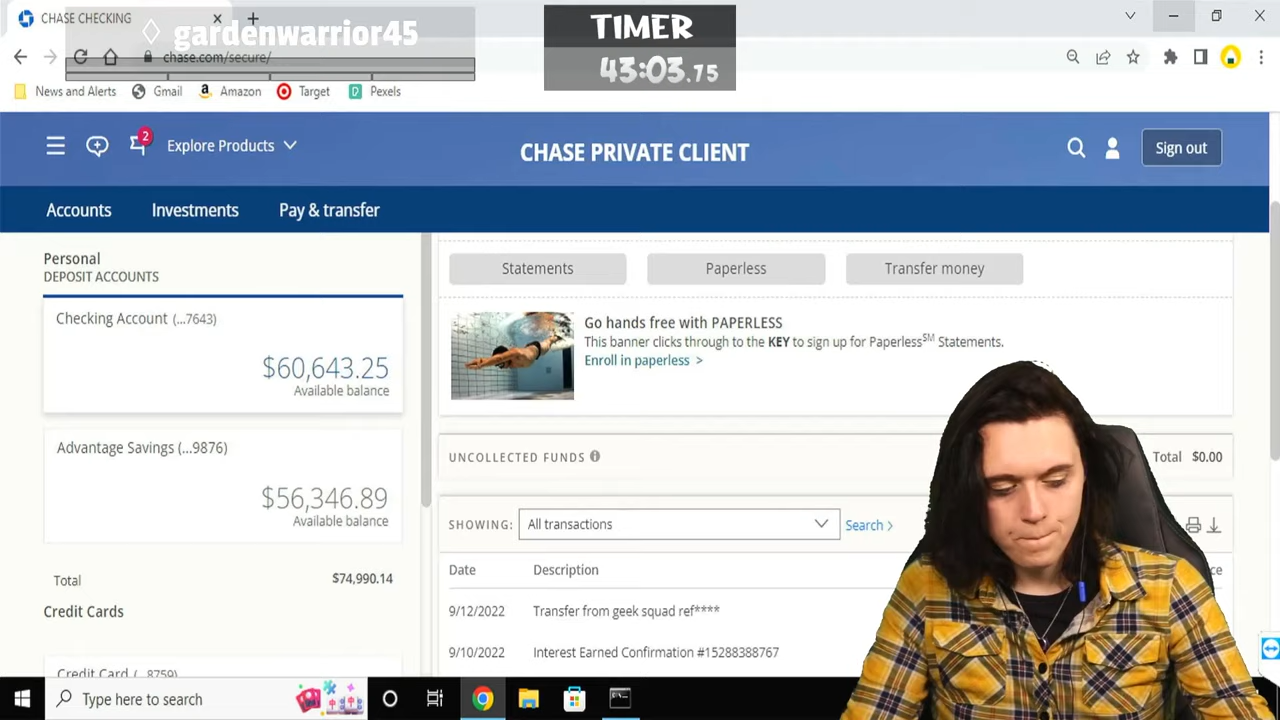 CHASE CHECKING
gardenwarrior45
chase.com/secure/
TIMER
43:03.75
News and Alerts
Gmail
Amazon
Target
Pexels
2
Explore Products
CHASE PRIVATE CLIENT
Sign out
Accounts
Investments
Pay & transfer
Personal
DEPOSIT ACCOUNTS
Checking Account (...7643)
$60,643.25
Available balance
Advantage Savings (...9876)
$56,346.89
Available balance
Total $74,990.14
Credit Cards
Credit Card (...8759)
Statements
Paperless
Transfer money
Go hands free with PAPERLESS
This banner clicks through to the KEY to sign up for Paperless℠ Statements.
Enroll in paperless >
UNCOLLECTED FUNDS
Total $0.00
SHOWING: All transactions
Search >
Date Description
9/12/2022 Transfer from geek squad ref****
9/10/2022 Interest Earned Confirmation #15288388767
Type here to search